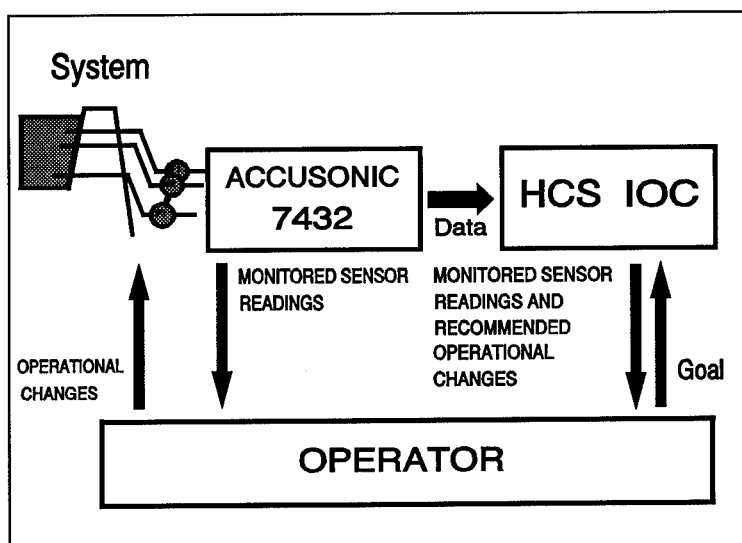 System
ACCUSONIC
7432
Data
HCS IOC
OPERATIONAL
CHANGES
MONITORED SENSOR
READINGS
MONITORED SENSOR
READINGS AND
RECOMMENDED
OPERATIONAL
CHANGES
Goal
OPERATOR